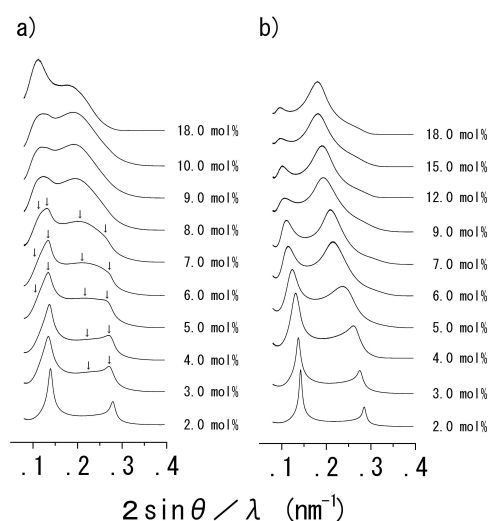 a)
18.0 mol%
10.0 mol%
9.0 mol%
8.0 mol%
7.0 mol%
6.0 mol%
5.0 mol%
4.0 mol%
3.0 mol%
2.0 mol%
.1 .2 .3 .4
b)
18.0 mol%
15.0 mol%
12.0 mol%
9.0 mol%
7.0 mol%
6.0 mol%
5.0 mol%
4.0 mol%
3.0 mol%
2.0 mol%
.1 .2 .3 .4
2 sin θ / λ (nm⁻¹)